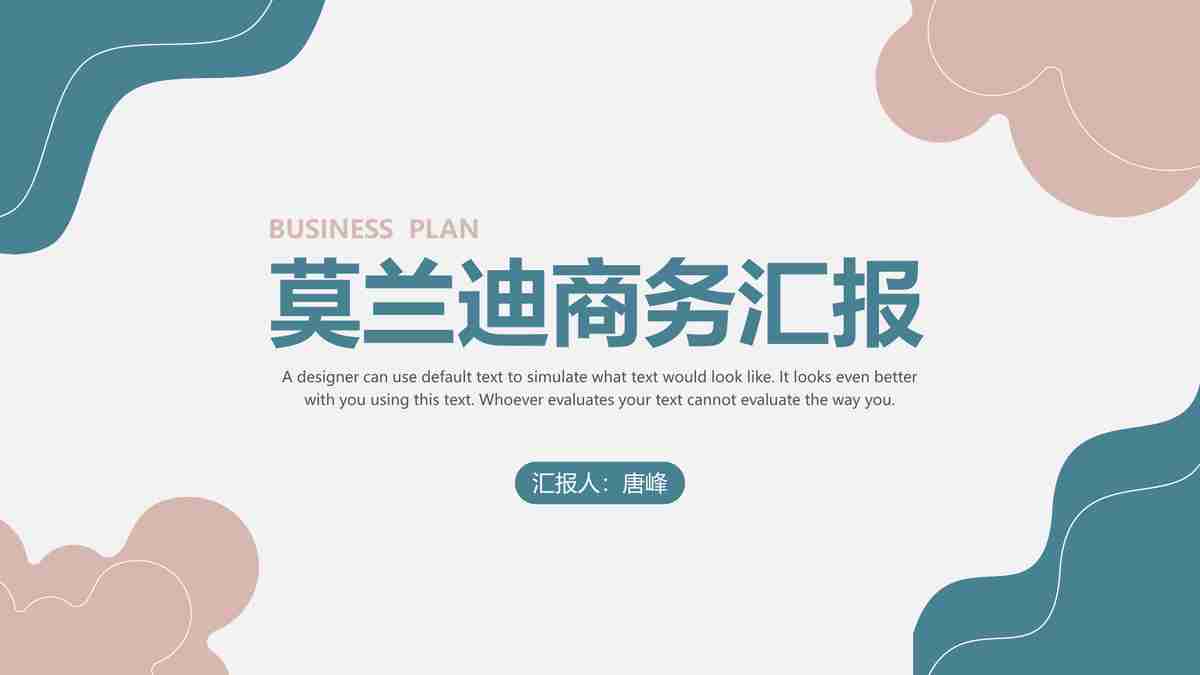 BUSINESS PLAN
莫兰迪商务汇报
A designer can use default text to simulate what text would look like. It looks even better
with you using this text. Whoever evaluates your text cannot evaluate the way you.
汇报人：唐峰